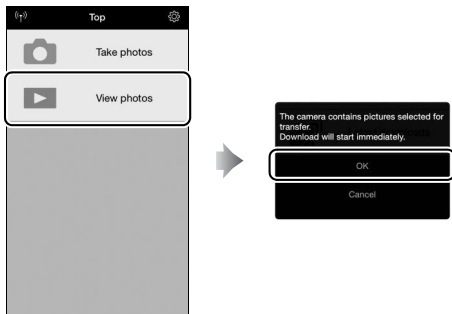 Top
Take photos
View photos
The camera contains pictures selected for
transfer.
Download will start immediately.
OK
Cancel